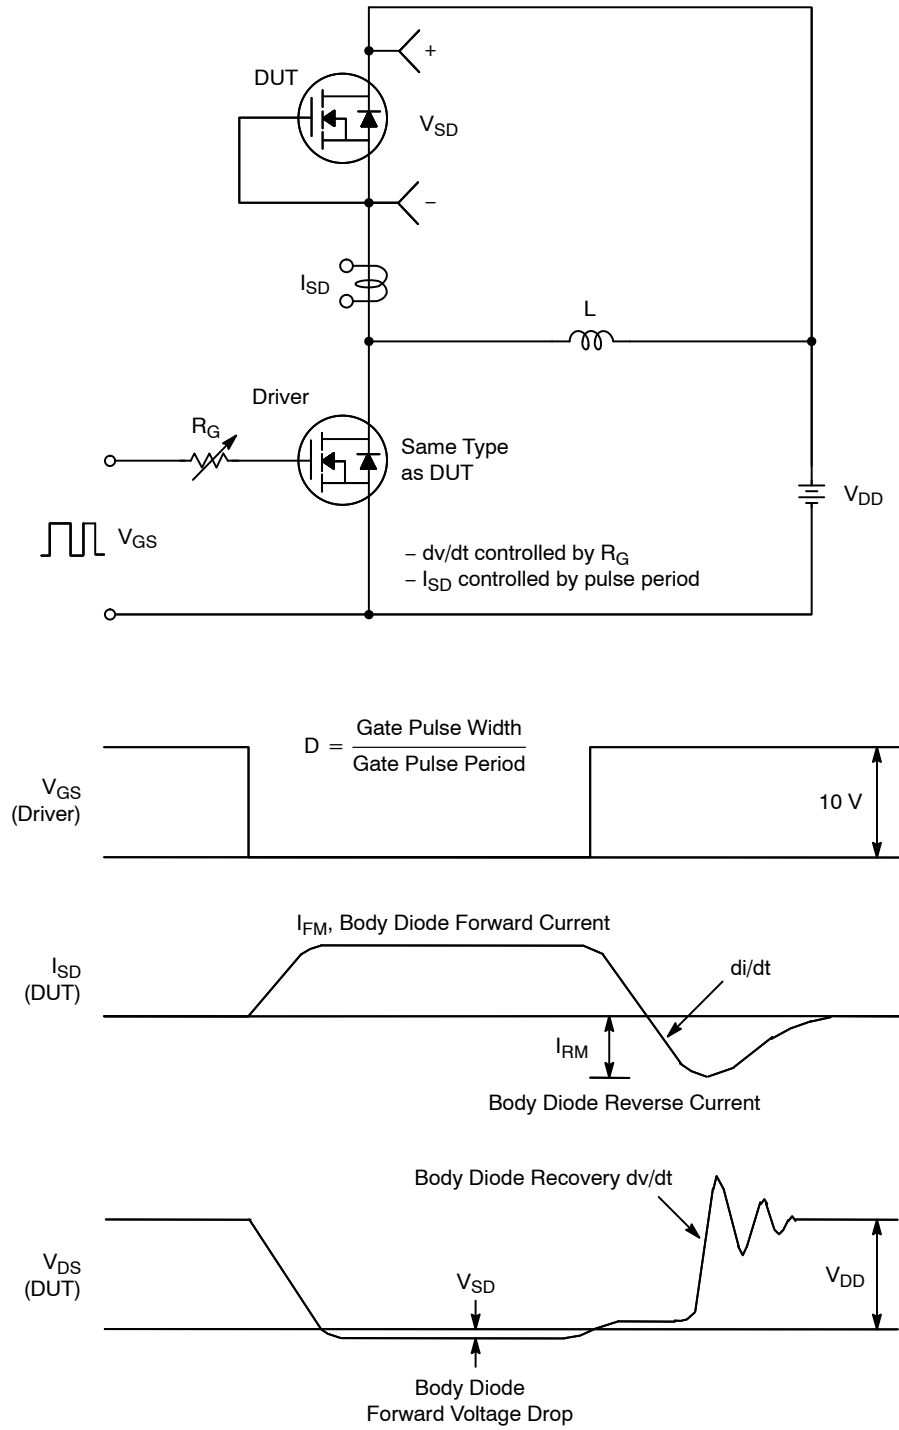 +
DUT
V_SD
−
I_SD
L
Driver
R_G
Same Type
as DUT
V_DD
V_GS
− dv/dt controlled by R_G
− I_SD controlled by pulse period
D = Gate Pulse Width
Gate Pulse Period
V_GS
(Driver)
10 V
I_FM, Body Diode Forward Current
I_SD
(DUT)
di/dt
I_RM
Body Diode Reverse Current
Body Diode Recovery dv/dt
V_DS
(DUT)
V_SD
V_DD
Body Diode
Forward Voltage Drop